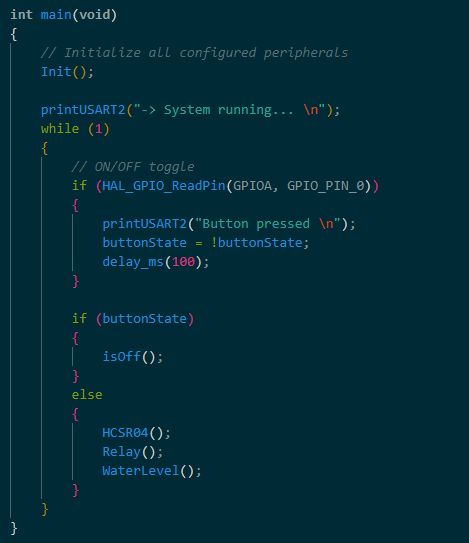 int main(void)
{
    // Initialize all configured peripherals
    Init();

    printUSART2("-> System running... \n");
    while (1)
    {
        // ON/OFF toggle
        if (HAL_GPIO_ReadPin(GPIOA, GPIO_PIN_0))
        {
            printUSART2("Button pressed \n");
            buttonState = !buttonState;
            delay_ms(100);
        }

        if (buttonState)
        {
            isOff();
        }
        else
        {
            HCSR04();
            Relay();
            WaterLevel();
        }
    }
}